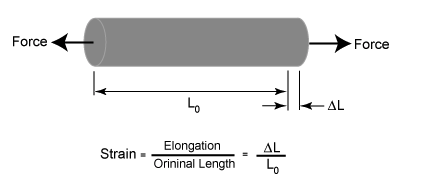 Force Force
L₀ ΔL
Strain = Elongation / Orininal Length = ΔL / L₀